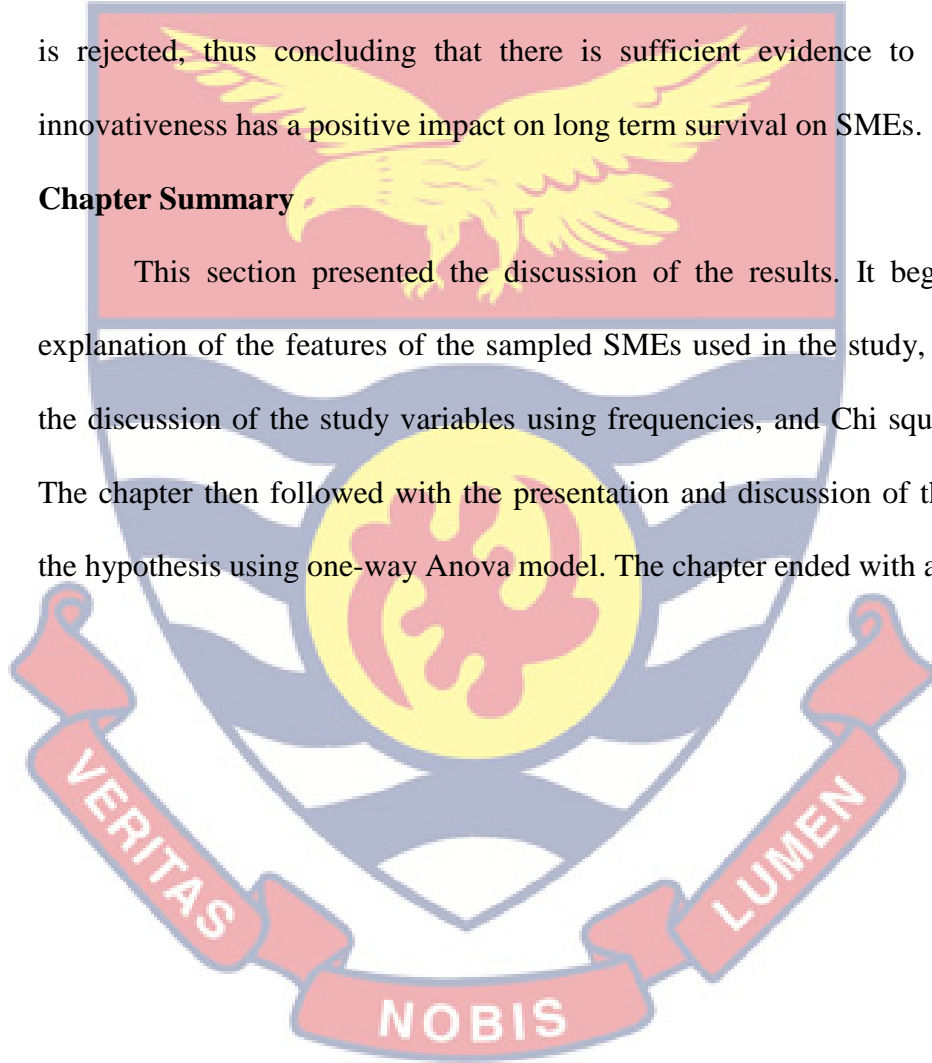 is rejected, thus concluding that there is sufficient evidence to
innovativeness has a positive impact on long term survival on SMEs.
Chapter Summary
This section presented the discussion of the results. It beg
explanation of the features of the sampled SMEs used in the study,
the discussion of the study variables using frequencies, and Chi squ
The chapter then followed with the presentation and discussion of th
the hypothesis using one-way Anova model. The chapter ended with a
VERITAS
NOBIS
LUMEN